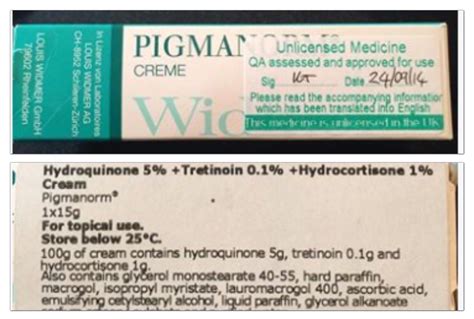 LOUIS WIDMER GmbH
79602 Rheinfelden
In Lizenz von Laboratoires
LOUIS WIDMER AG
CH-8952 Schlieren-Zürich
PIGMANORM®
CREME
Wid
Unlicensed Medicine
QA assessed and approved for use
Sig KT Date 24/09/14
Please read the accompanying information
which has been translated into English
This medicine is unlicensed in the UK
Hydroquinone 5% +Tretinoin 0.1% +Hydrocortisone 1%
Cream
Pigmanorm®
1x15g
For topical use.
Store below 25°C.
100g of cream contains hydroquinone 5g, tretinoin 0.1g and
hydrocortisone 1g.
Also contains glycerol monostearate 40-55, hard paraffin,
macrogol, isopropyl myristate, lauromacrogol 400, ascorbic acid,
emulsifying cetylstearyl alcohol, liquid paraffin, glycerol alkanoate